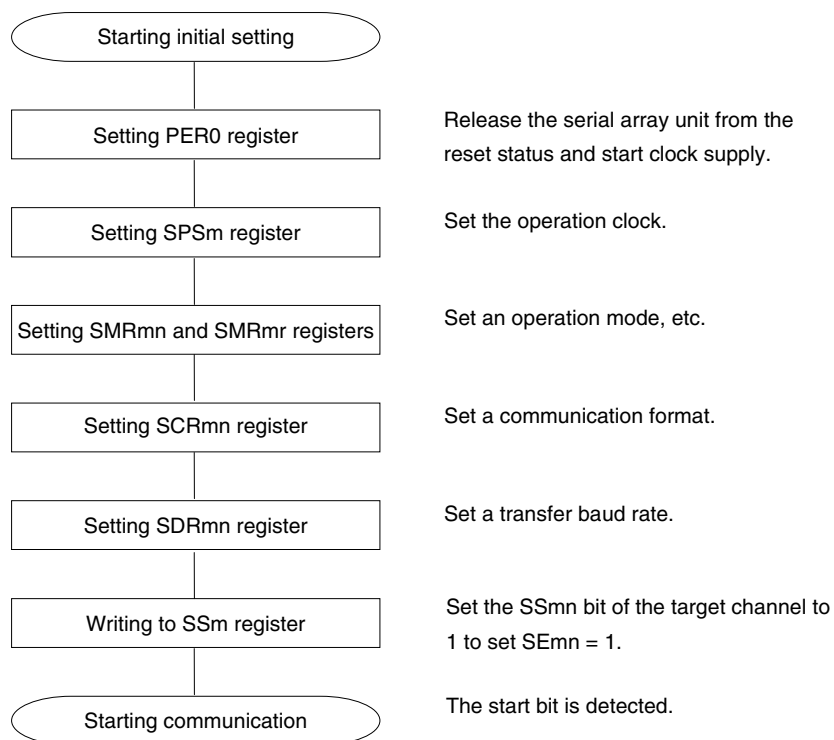 Starting initial setting
Setting PER0 register
Release the serial array unit from the
reset status and start clock supply.
Setting SPSm register
Set the operation clock.
Setting SMRmn and SMRmr registers
Set an operation mode, etc.
Setting SCRmn register
Set a communication format.
Setting SDRmn register
Set a transfer baud rate.
Writing to SSm register
Set the SSmn bit of the target channel to
1 to set SEmn = 1.
Starting communication
The start bit is detected.